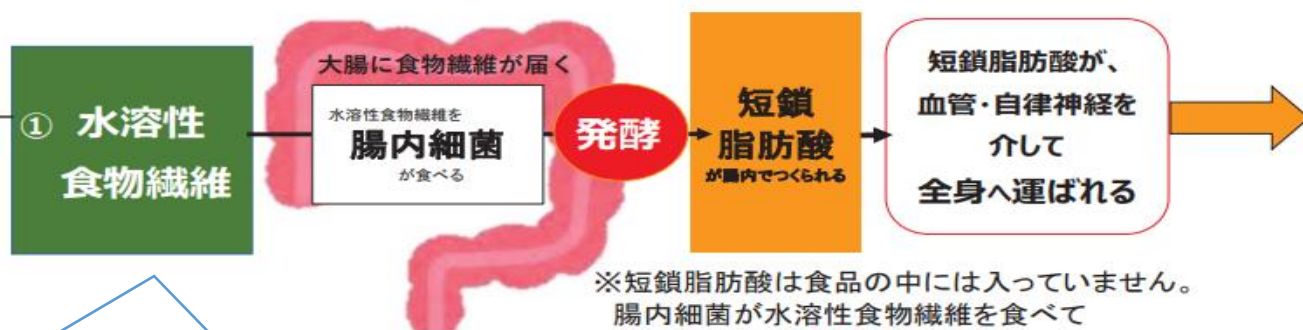 ① 水溶性
食物繊維
大腸に食物繊維が届く
水溶性食物繊維を
腸内細菌
が食べる
発酵
短鎖
脂肪酸
が腸内でつくられる
短鎖脂肪酸が、
血管・自律神経を
介して
全身へ運ばれる
※短鎖脂肪酸は食品の中には入っていません。
腸内細菌が水溶性食物繊維を食べて